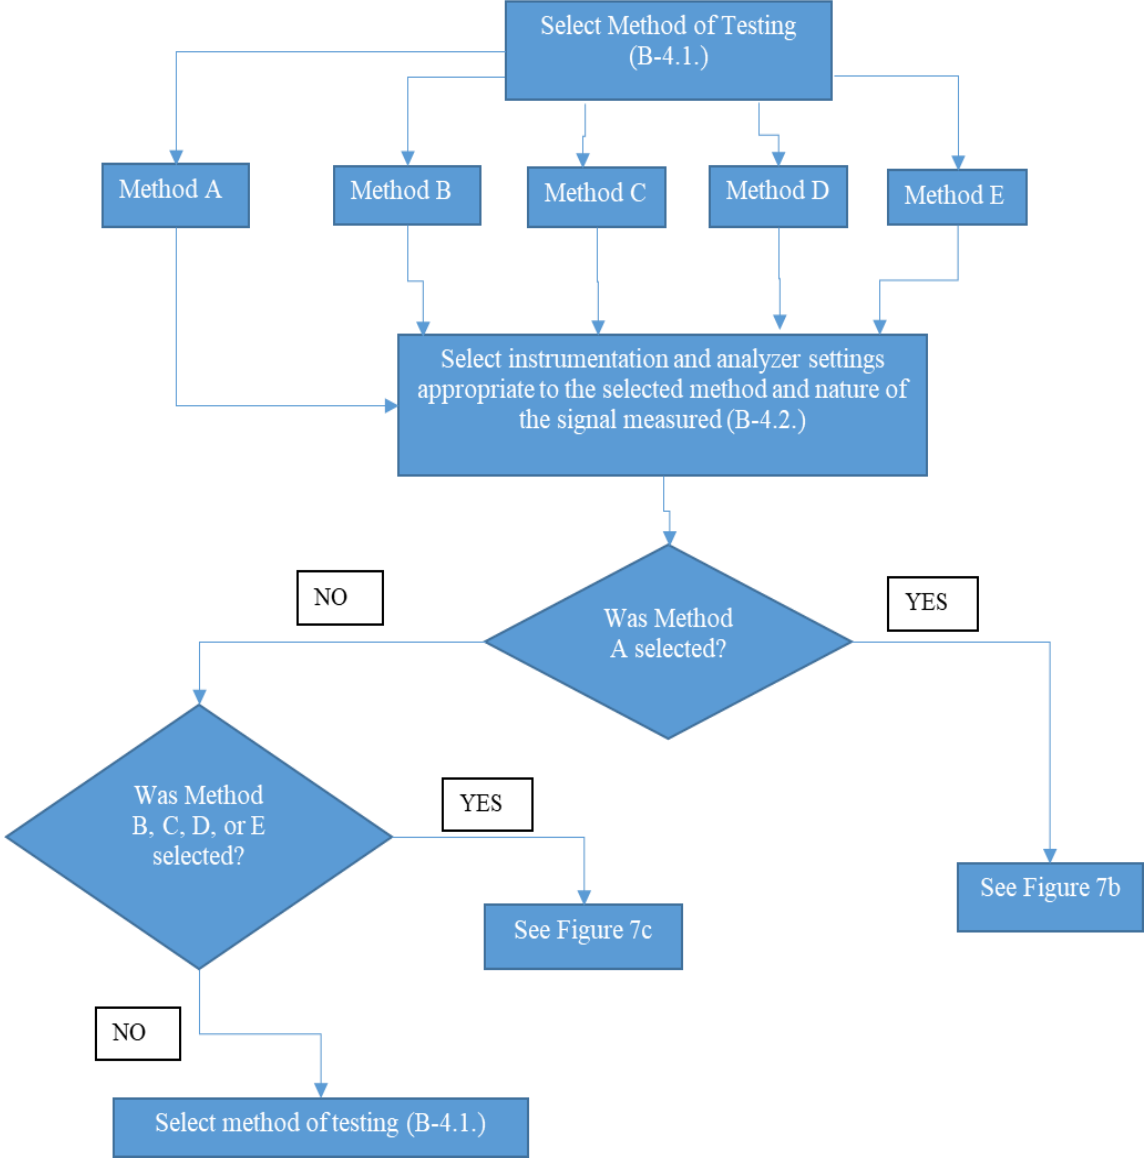 Select Method of Testing
(B-4.1.)
Method A
Method B
Method C
Method D
Method E
Select instrumentation and analyzer settings
appropriate to the selected method and nature of
the signal measured (B-4.2.)
NO
YES
Was Method
A selected?
Was Method
B, C, D, or E
selected?
YES
See Figure 7b
See Figure 7c
NO
Select method of testing (B-4.1.)